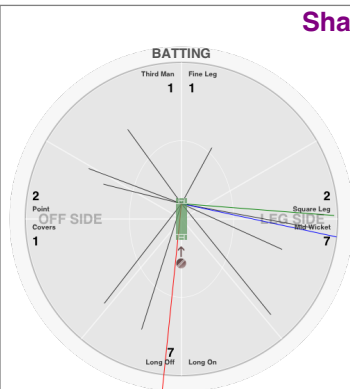 Sha
BATTING
Third Man Fine Leg
1 1
2 2
Point Square Leg
OFF SIDE LEG SIDE
Covers Mid Wicket
1 7
7
Long Off Long On